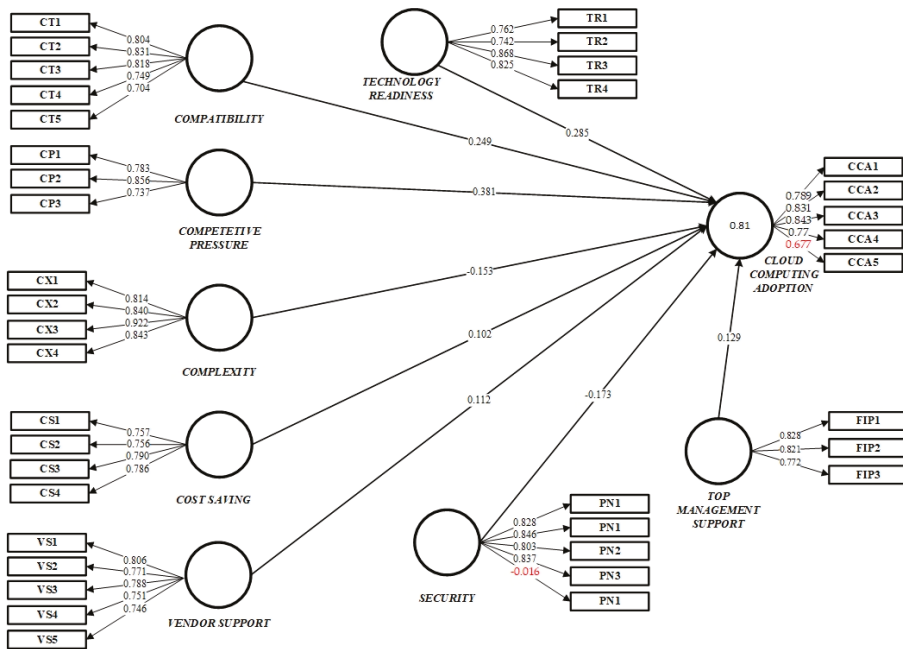 CT1
CT2
CT3
CT4
CT5
0.804
0.831
0.818
0.749
0.704
COMPATIBILITY
TECHNOLOGY
READINESS
0.762
0.742
0.868
0.825
TR1
TR2
TR3
TR4
0.285
0.249
CP1
CP2
CP3
0.783
0.856
0.737
COMPETETIVE
PRESSURE
0.381
0.81
CLOUD
COMPUTING
ADOPTION
0.789
0.831
0.843
0.77
0.677
CCA1
CCA2
CCA3
CCA4
CCA5
CX1
CX2
CX3
CX4
0.814
0.840
0.922
0.843
COMPLEXITY
-0.153
0.102
0.112
-0.173
0.129
CS1
CS2
CS3
CS4
0.757
0.756
0.790
0.786
COST SAVING
TOP
MANAGEMENT
SUPPORT
0.828
0.821
0.772
FIP1
FIP2
FIP3
VS1
VS2
VS3
VS4
VS5
0.806
0.771
0.788
0.751
0.746
VENDOR SUPPORT
SECURITY
0.828
0.846
0.803
0.837
-0.016
PN1
PN1
PN2
PN3
PN1